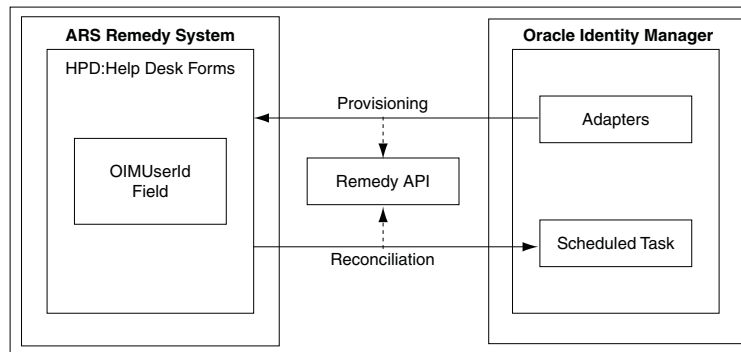 ARS Remedy System
HPD:Help Desk Forms
OIMUserId
Field
Provisioning
Remedy API
Reconciliation
Oracle Identity Manager
Adapters
Scheduled Task